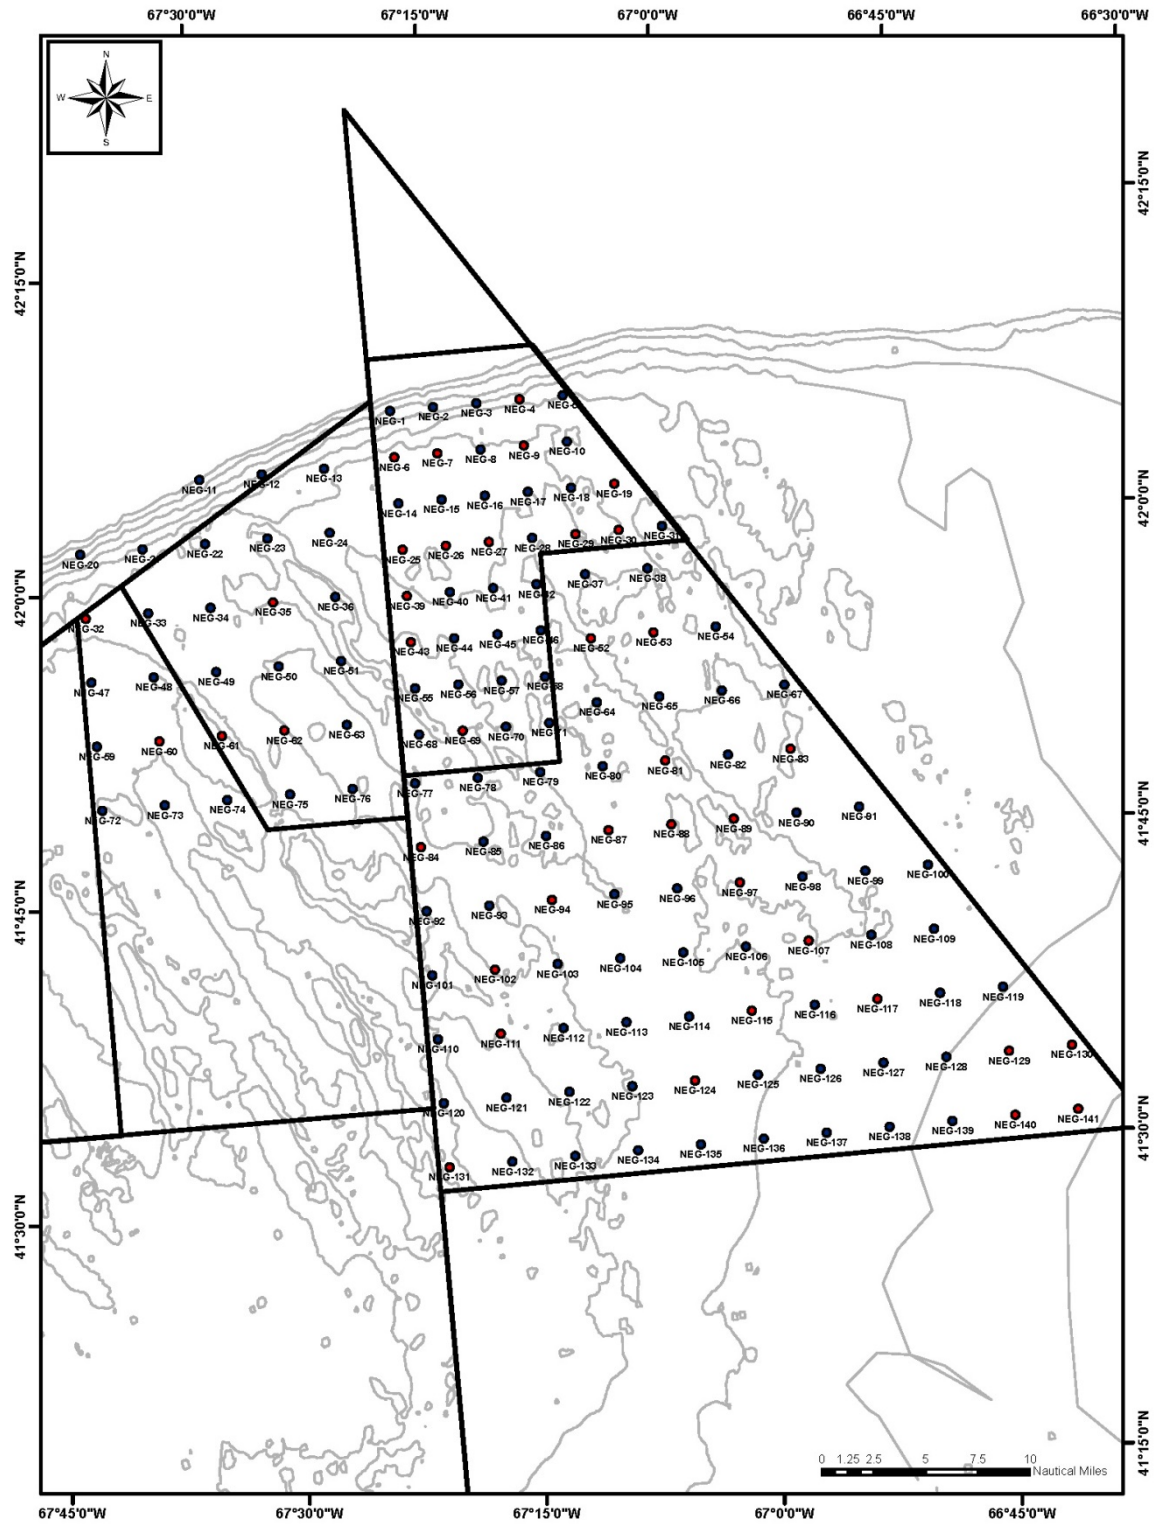 67°30'0"W 67°15'0"W 67°0'0"W 66°45'0"W 66°30'0"W
N
W E
S
42°15'0"N
42°15'0"N
NEG-1 NEG-2 NEG-3 NEG-4
NEG-6 NEG-7 NEG-8 NEG-9 NEG-10
NEG-11 NEG-12 NEG-13
NEG-14 NEG-15 NEG-16 NEG-17 NEG-18 NEG-19
42°0'0"N
NEG-20 NEG-22 NEG-23 NEG-24
NEG-25 NEG-26 NEG-27 NEG-28 NEG-29 NEG-30 NEG-31
42°0'0"N
NEG-32 NEG-33 NEG-34 NEG-35 NEG-36 NEG-37 NEG-38
NEG-39 NEG-40 NEG-41 NEG-42
NEG-43 NEG-44 NEG-45 NEG-46
NEG-47 NEG-48 NEG-49 NEG-50 NEG-51 NEG-52 NEG-53 NEG-54
NEG-55 NEG-56 NEG-57 NEG-58
NEG-59 NEG-60 NEG-61 NEG-62 NEG-63 NEG-64 NEG-65 NEG-66 NEG-67
NEG-68 NEG-69 NEG-70 NEG-71
NEG-72 NEG-73 NEG-74 NEG-75 NEG-76 NEG-77 NEG-78 NEG-79 NEG-80 NEG-81 NEG-82 NEG-83
41°45'0"N
NEG-84 NEG-85 NEG-86 NEG-87 NEG-88 NEG-89 NEG-90 NEG-91
41°45'0"N
NEG-92 NEG-93 NEG-94 NEG-95 NEG-96 NEG-97 NEG-98 NEG-99 NEG-100
NEG-101 NEG-102 NEG-103 NEG-104 NEG-105 NEG-106 NEG-107 NEG-108 NEG-109
NEG-110 NEG-111 NEG-112 NEG-113 NEG-114 NEG-115 NEG-116 NEG-117 NEG-118 NEG-119
NEG-120 NEG-121 NEG-122 NEG-123 NEG-124 NEG-125 NEG-126 NEG-127 NEG-128 NEG-129 NEG-130
41°30'0"N
NEG-131 NEG-132 NEG-133 NEG-134 NEG-135 NEG-136 NEG-137 NEG-138 NEG-139 NEG-140 NEG-141
41°30'0"N
41°15'0"N
0 1.25 2.5 5 7.5 10
Nautical Miles
67°45'0"W 67°30'0"W 67°15'0"W 67°0'0"W 66°45'0"W